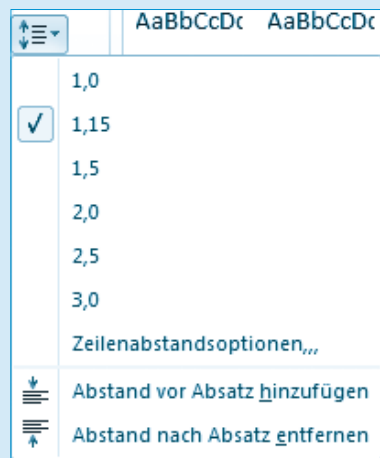 AaBbCcDc AaBbCcDc
1,0
1,15
1,5
2,0
2,5
3,0
Zeilenabstandsoptionen,,,
Abstand vor Absatz hinzufügen
Abstand nach Absatz entfernen